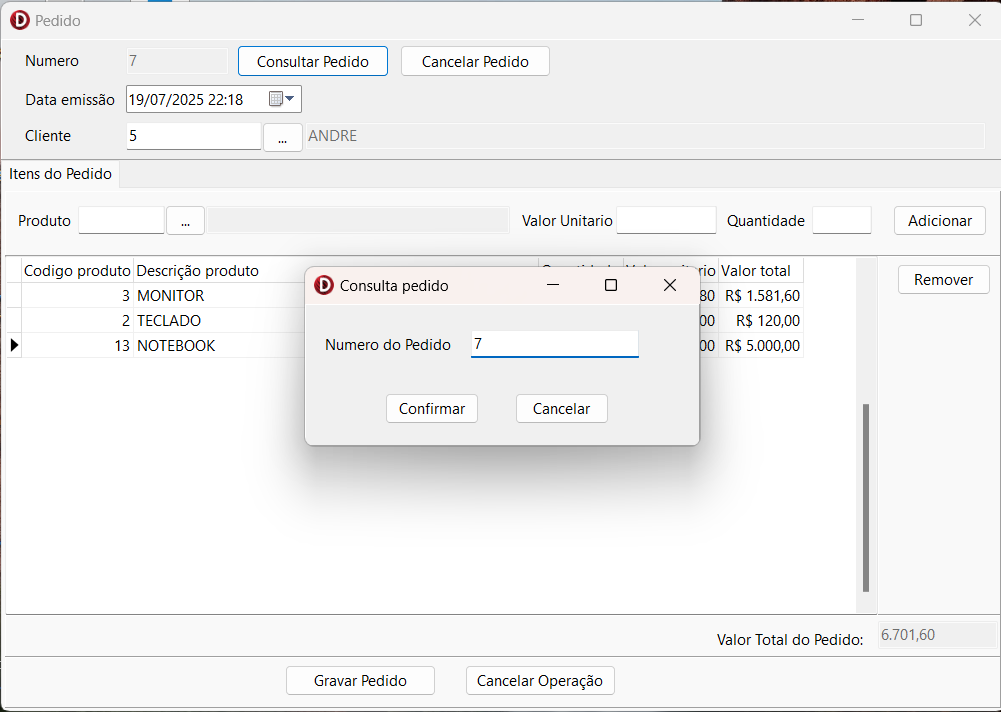 Pedido
Numero 7 Consultar Pedido Cancelar Pedido
Data emissão 19/07/2025 22:18
Cliente 5 ... ANDRE
Itens do Pedido
Produto ... Valor Unitario Quantidade Adicionar
Codigo produto Descrição produto Valor total
3 MONITOR 80 R$ 1.581,60
2 TECLADO 00 R$ 120,00
13 NOTEBOOK 00 R$ 5.000,00
Remover
Consulta pedido
Numero do Pedido 7
Confirmar Cancelar
Valor Total do Pedido: 6.701,60
Gravar Pedido Cancelar Operação